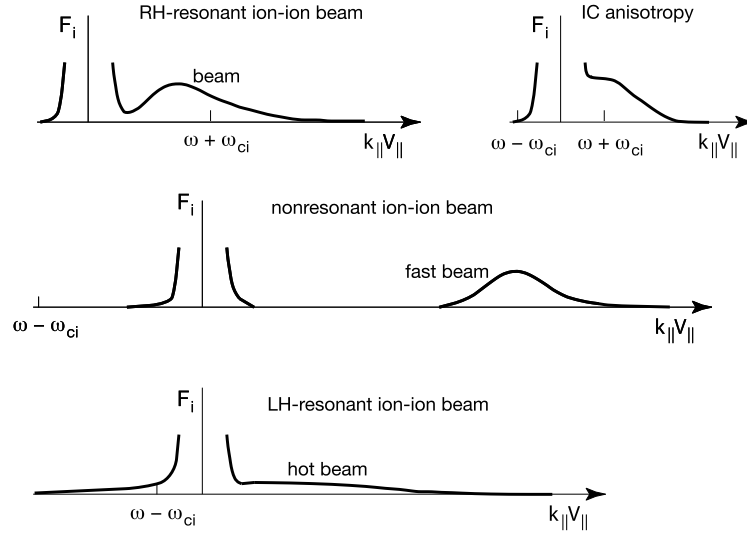 RH-resonant ion-ion beam
F_i
beam
ω + ω_ci
k_||V_||
IC anisotropy
F_i
ω − ω_ci
ω + ω_ci
k_||V_||
F_i
nonresonant ion-ion beam
fast beam
ω − ω_ci
k_||V_||
F_i
LH-resonant ion-ion beam
hot beam
ω − ω_ci
k_||V_||